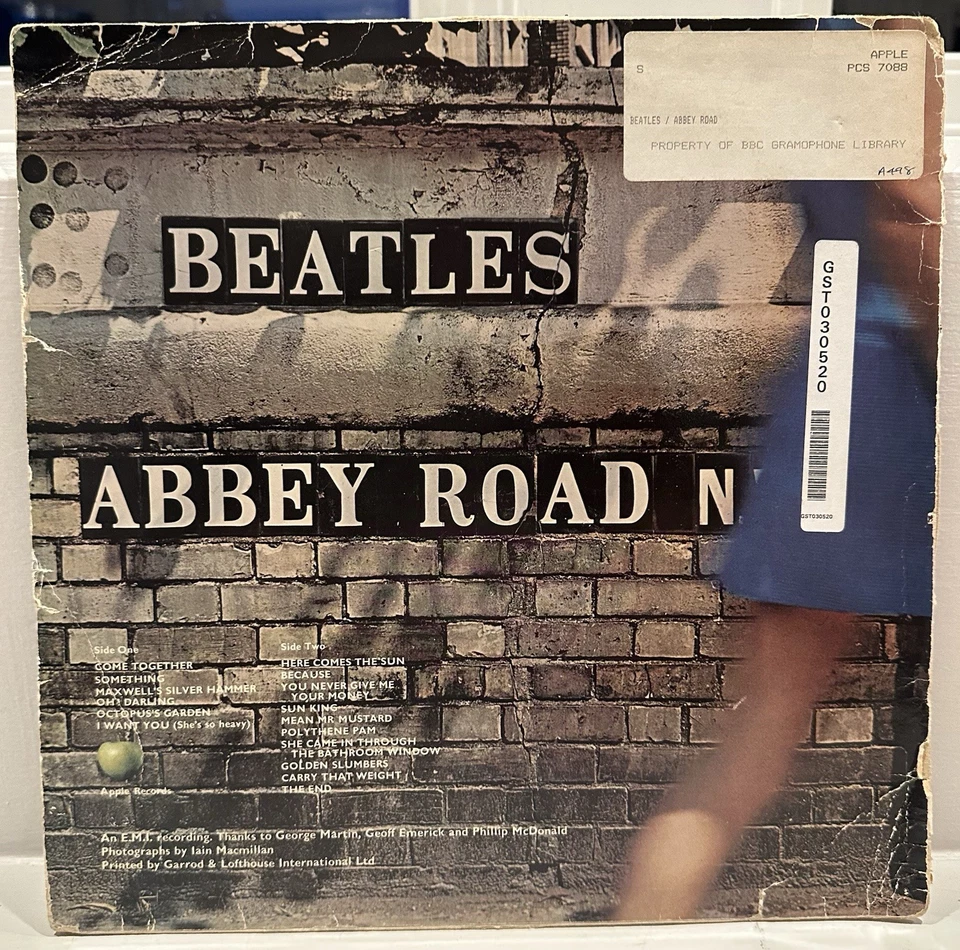 APPLE
S PCS 7088
BEATLES / ABBEY ROAD
PROPERTY OF BBC GRAMOPHONE LIBRARY
A498
BEATLES
GST030520
GST030520
ABBEY ROAD N
Side One
COME TOGETHER
SOMETHING
MAXWELL'S SILVER HAMMER
OH! DARLING
OCTOPUS'S GARDEN
I WANT YOU (She's so heavy)
Apple Records
Side Two
HERE COMES THE SUN
BECAUSE
YOU NEVER GIVE ME
YOUR MONEY
SUN KING
MEAN MR MUSTARD
POLYTHENE PAM
SHE CAME IN THROUGH
THE BATHROOM WINDOW
GOLDEN SLUMBERS
CARRY THAT WEIGHT
THE END
An E.M.I. recording. Thanks to George Martin, Geoff Emerick and Phillip McDonald
Photographs by Iain Macmillan
Printed by Garrod & Lofthouse International Ltd